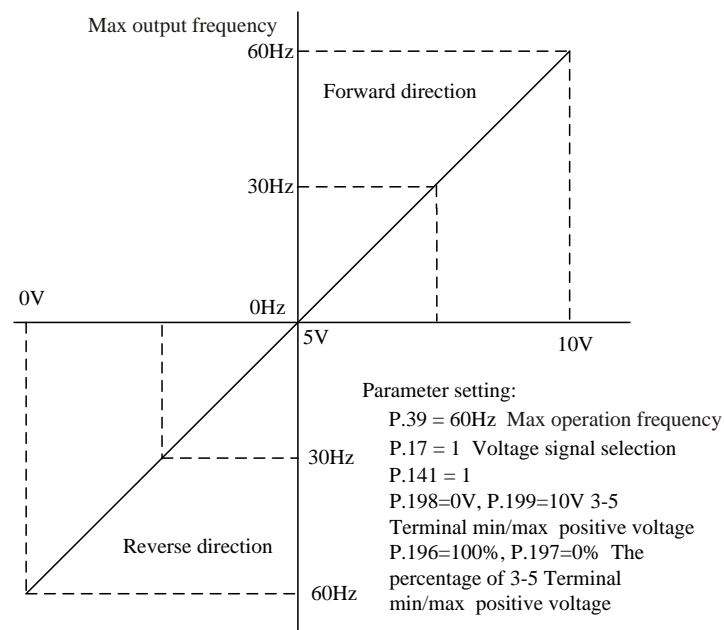 Max output frequency
60Hz
Forward direction
30Hz
0V
0Hz
5V
10V
Parameter setting:
P.39 = 60Hz Max operation frequency
P.17 = 1 Voltage signal selection
P.141 = 1
P.198=0V, P.199=10V 3-5
Terminal min/max positive voltage
P.196=100%, P.197=0% The
percentage of 3-5 Terminal
min/max positive voltage
30Hz
Reverse direction
60Hz